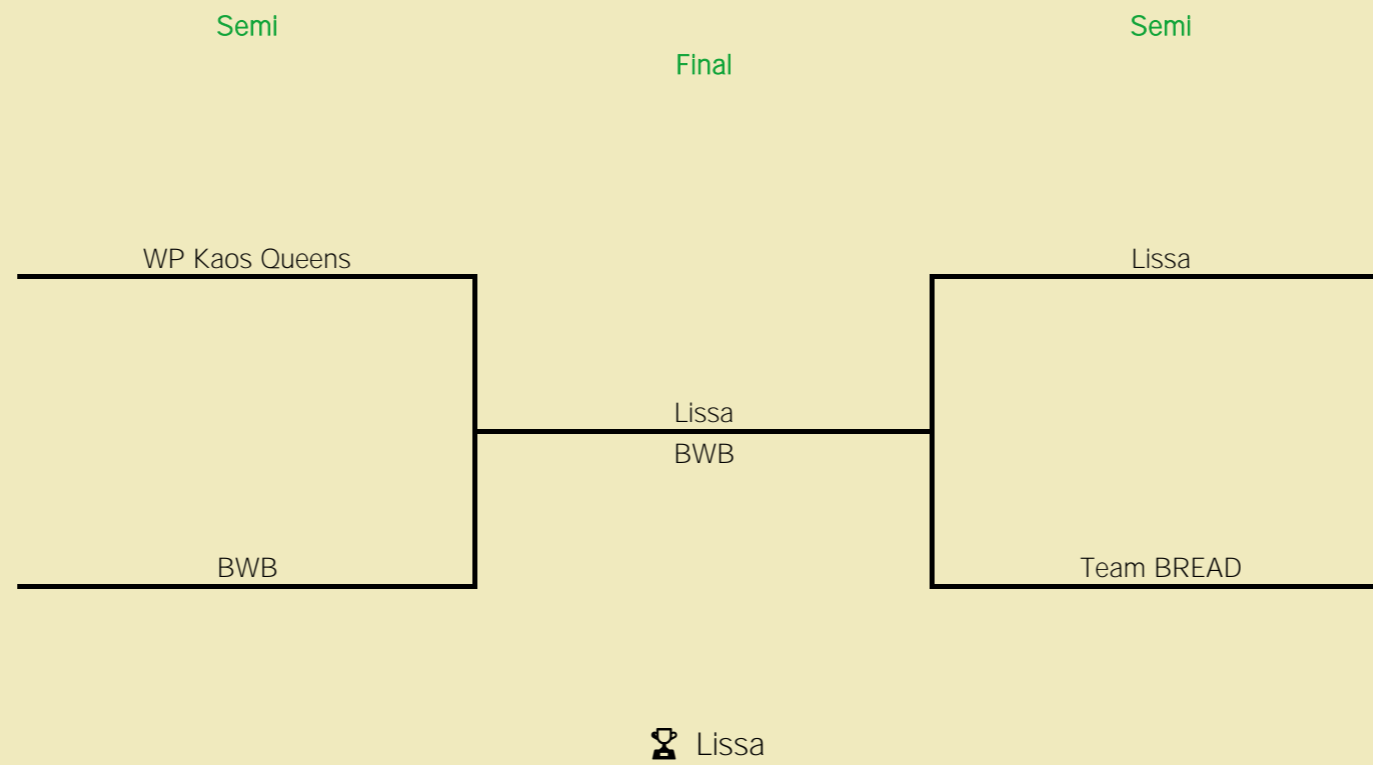 Semi
Semi
Final
WP Kaos Queens
Lissa
Lissa
BWB
BWB
Team BREAD
Lissa